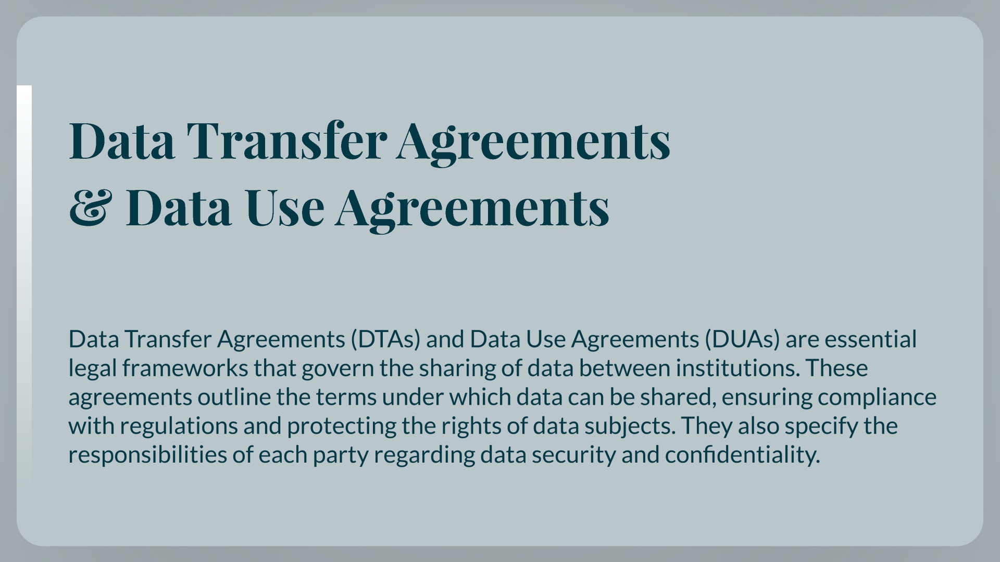 Data Transfer Agreements
& Data Use Agreements
Data Transfer Agreements (DTAs) and Data Use Agreements (DUAs) are essential
legal frameworks that govern the sharing of data between institutions. These
agreements outline the terms under which data can be shared, ensuring compliance
with regulations and protecting the rights of data subjects. They also specify the
responsibilities of each party regarding data security and confidentiality.